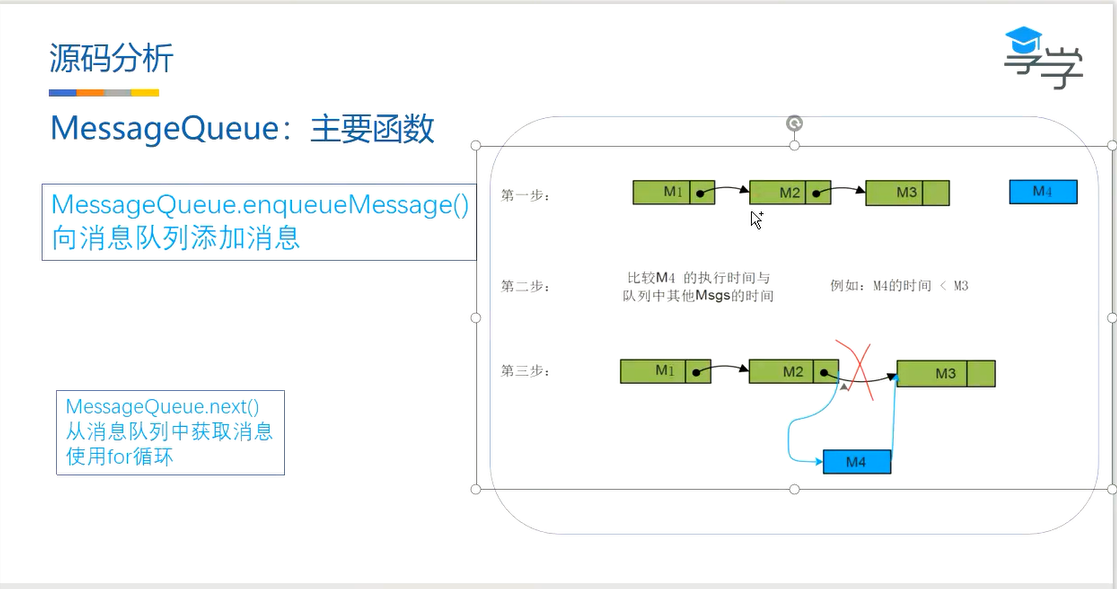 源码分析
享学
MessageQueue：主要函数
MessageQueue.enqueueMessage()
向消息队列添加消息
MessageQueue.next()
从消息队列中获取消息
使用for循环
第一步：
M1
M2
M3
M4
第二步：
比较M4 的执行时间与
队列中其他Msgs的时间
例如：M4的时间 < M3
第三步：
M1
M2
M3
M4